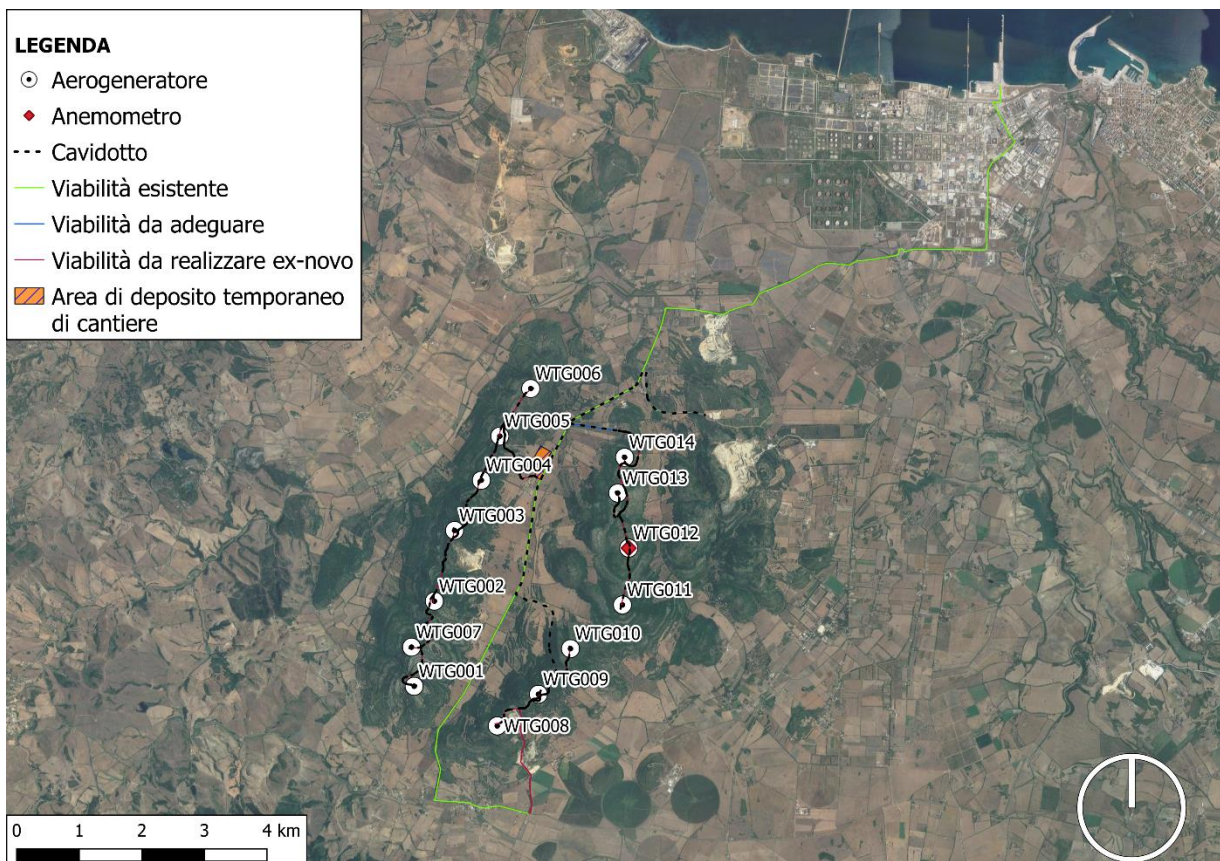 LEGENDA
Aerogeneratore
Anemometro
Cavidotto
Viabilità esistente
Viabilità da adeguare
Viabilità da realizzare ex-novo
Area di deposito temporaneo
di cantiere
WTG006
WTG005
WTG014
WTG004
WTG013
WTG003
WTG012
WTG002
WTG011
WTG007
WTG010
WTG001
WTG009
WTG008
0 1 2 3 4 km